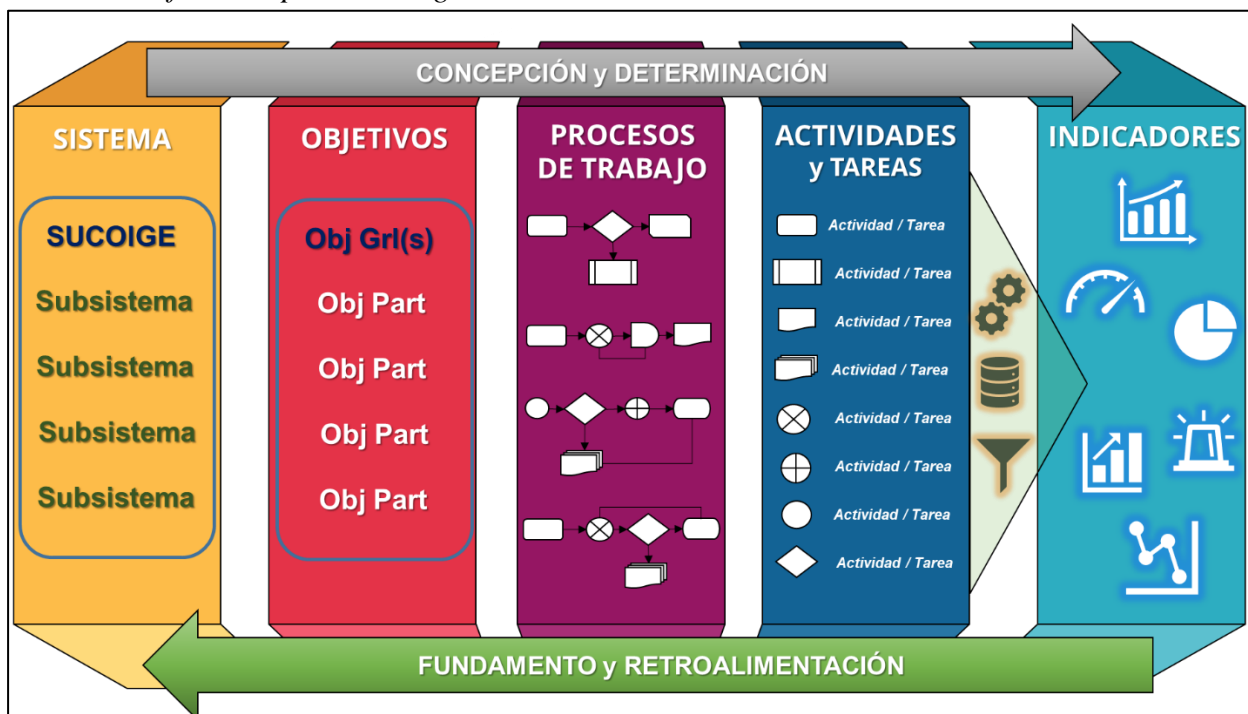 CONCEPCIÓN y DETERMINACIÓN
SISTEMA
SUCOIGE
Subsistema
Subsistema
Subsistema
Subsistema
OBJETIVOS
Obj Grl(s)
Obj Part
Obj Part
Obj Part
Obj Part
PROCESOS
DE TRABAJO
ACTIVIDADES
y TAREAS
Actividad / Tarea
Actividad / Tarea
Actividad / Tarea
Actividad / Tarea
Actividad / Tarea
Actividad / Tarea
Actividad / Tarea
Actividad / Tarea
INDICADORES
FUNDAMENTO y RETROALIMENTACIÓN